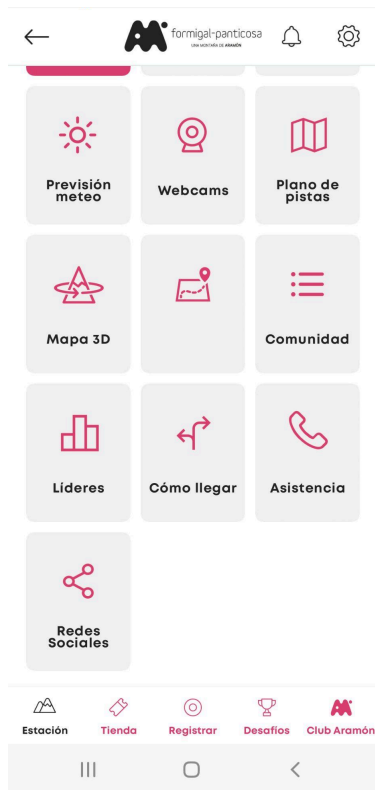 formigal-panticosa
UNA MONTAÑA DE ARAMÓN
Previsión
meteo
Webcams
Plano de
pistas
Mapa 3D
Comunidad
Líderes
Cómo llegar
Asistencia
Redes
Sociales
Estación
Tienda
Registrar
Desafíos
Club Aramón